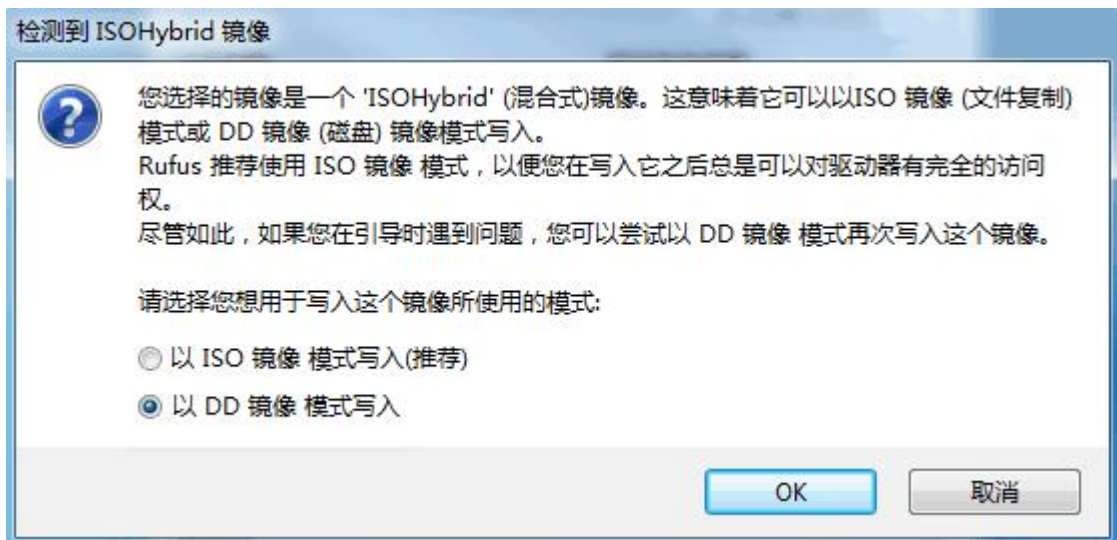 检测到 ISOHybrid 镜像
您选择的镜像是一个 'ISOHybrid' (混合式)镜像。这意味着它可以以ISO 镜像 (文件复制)
模式或 DD 镜像 (磁盘) 镜像模式写入。
Rufus 推荐使用 ISO 镜像 模式，以便您在写入它之后总是可以对驱动器有完全的访问
权。
尽管如此，如果您在引导时遇到问题，您可以尝试以 DD 镜像 模式再次写入这个镜像。
请选择您想用于写入这个镜像所使用的模式:
以 ISO 镜像 模式写入(推荐)
以 DD 镜像 模式写入
OK 取消